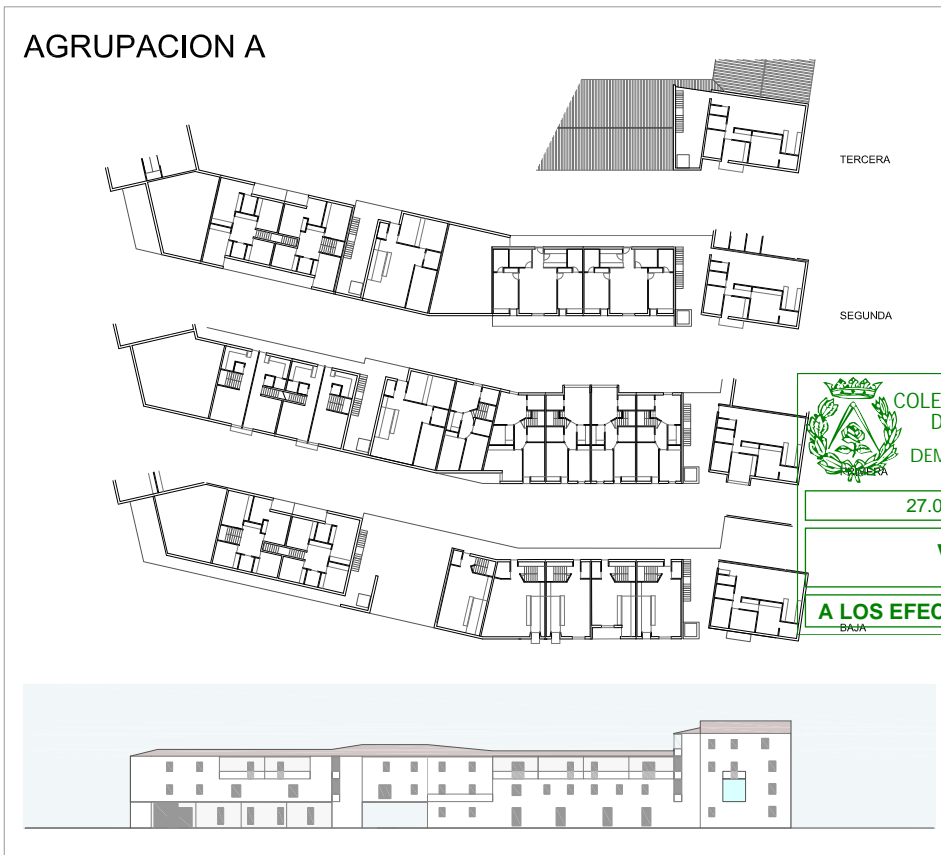 AGRUPACION A
TERCERA
SEGUNDA
COLE
D
DEM
PRIMERA
27.0
A LOS EFEC
BAJA